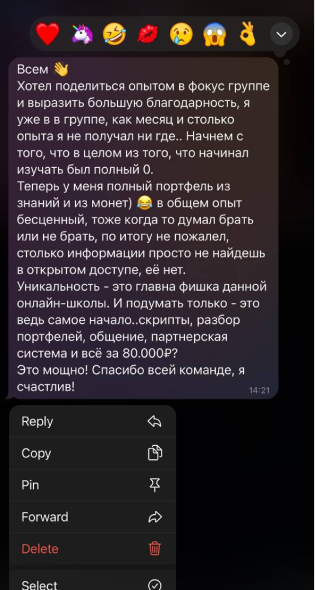 Всем 👋
Хотел поделиться опытом в фокус группе
и выразить большую благодарность, я
уже в в группе, как месяц и столько
опыта я не получал ни где.. Начнем с
того, что в целом из того, что начинал
изучать был полный 0.
Теперь у меня полный портфель из
знаний и из монет) 😂 в общем опыт
бесценный, тоже когда то думал брать
или не брать, по итогу не пожалел,
столько информации просто не найдешь
в открытом доступе, её нет.
Уникальность - это главна фишка данной
онлайн-школы. И подумать только - это
ведь самое начало..скрипты, разбор
портфелей, общение, партнерская
система и всё за 80.000₽?
Это мощно! Спасибо всей команде, я
счастлив!
14:21
Reply
Copy
Pin
Forward
Delete
Select